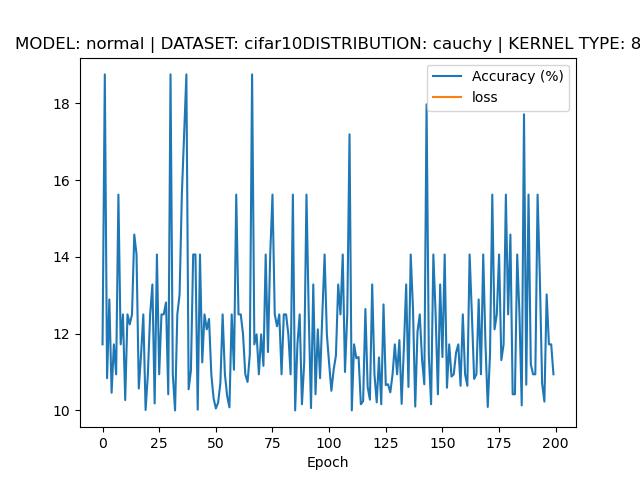 MODEL: normal | DATASET: cifar10DISTRIBUTION: cauchy | KERNEL TYPE: 8
Accuracy (%)
loss
18
16
14
12
10
0 25 50 75 100 125 150 175 200
Epoch